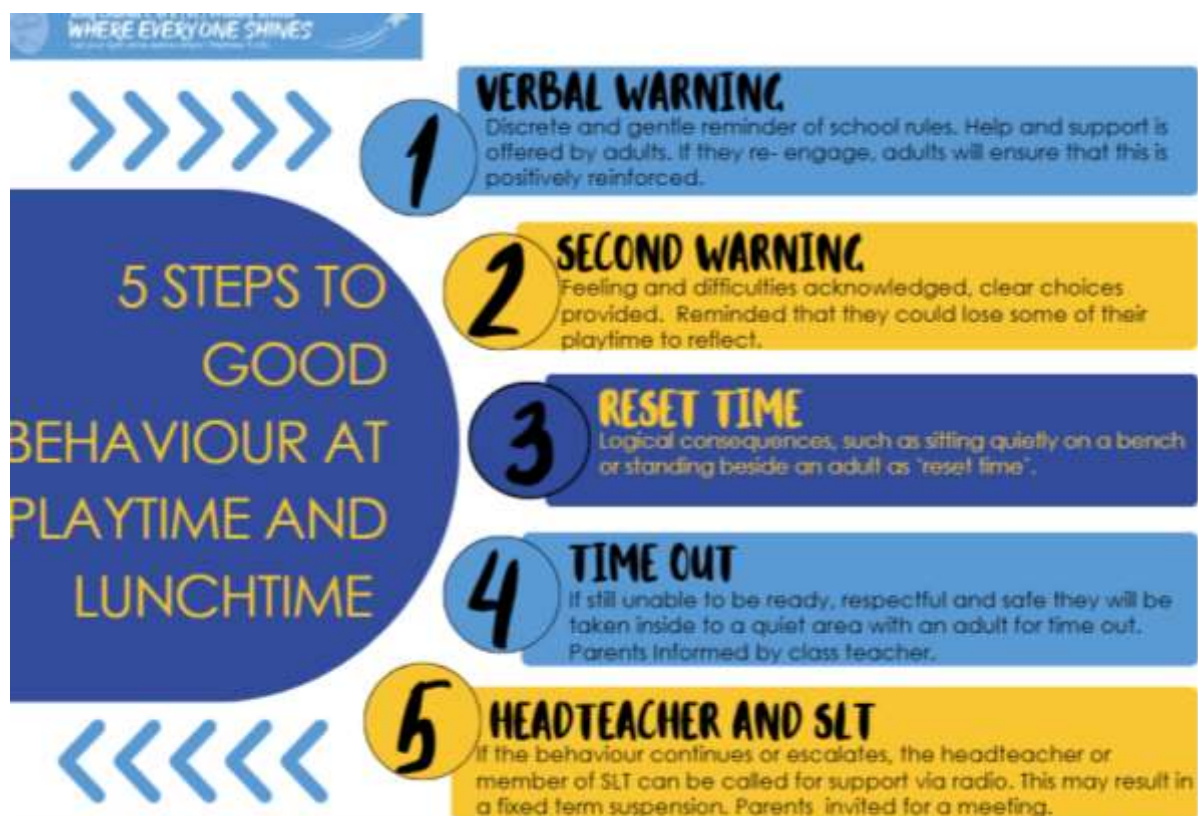 WHERE EVERYONE SHINES
5 STEPS TO
GOOD
BEHAVIOUR AT
PLAYTIME AND
LUNCHTIME
1
VERBAL WARNING
Discrete and gentle reminder of school rules. Help and support is
offered by adults. If they re- engage, adults will ensure that this is
positively reinforced.
2
SECOND WARNING
Feeling and difficulties acknowledged, clear choices
provided. Reminded that they could lose some of their
playtime to reflect.
3
RESET TIME
Logical consequences, such as sitting quietly on a bench
or standing beside an adult as "reset time".
4
TIME OUT
If still unable to be ready, respectful and safe they will be
taken inside to a quiet area with an adult for time out.
Parents Informed by class teacher.
5
HEADTEACHER AND SLT
If the behaviour continues or escalates, the headteacher or
member of SLT can be called for support via radio. This may result in
a fixed term suspension. Parents invited for a meeting.